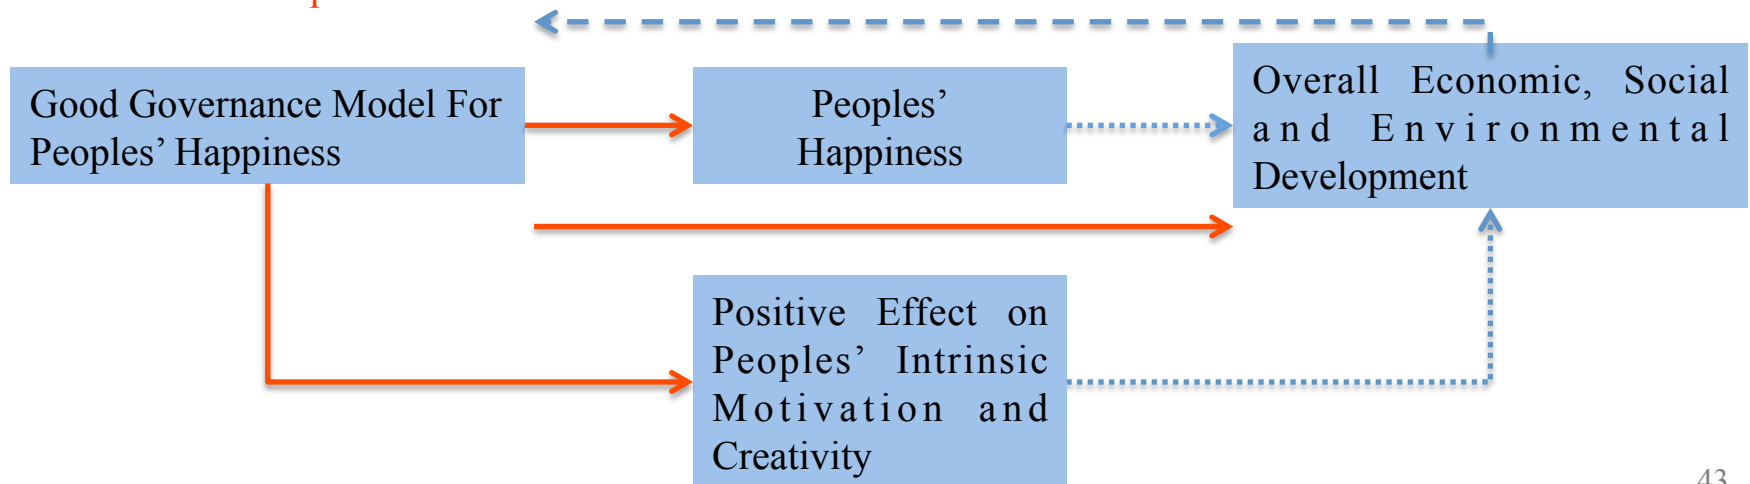 Good Governance Model For
Peoples’ Happiness
Peoples’
Happiness
Overall Economic, Social
and Environmental
Development
Positive Effect on
Peoples’ Intrinsic
Motivation and
Creativity
43